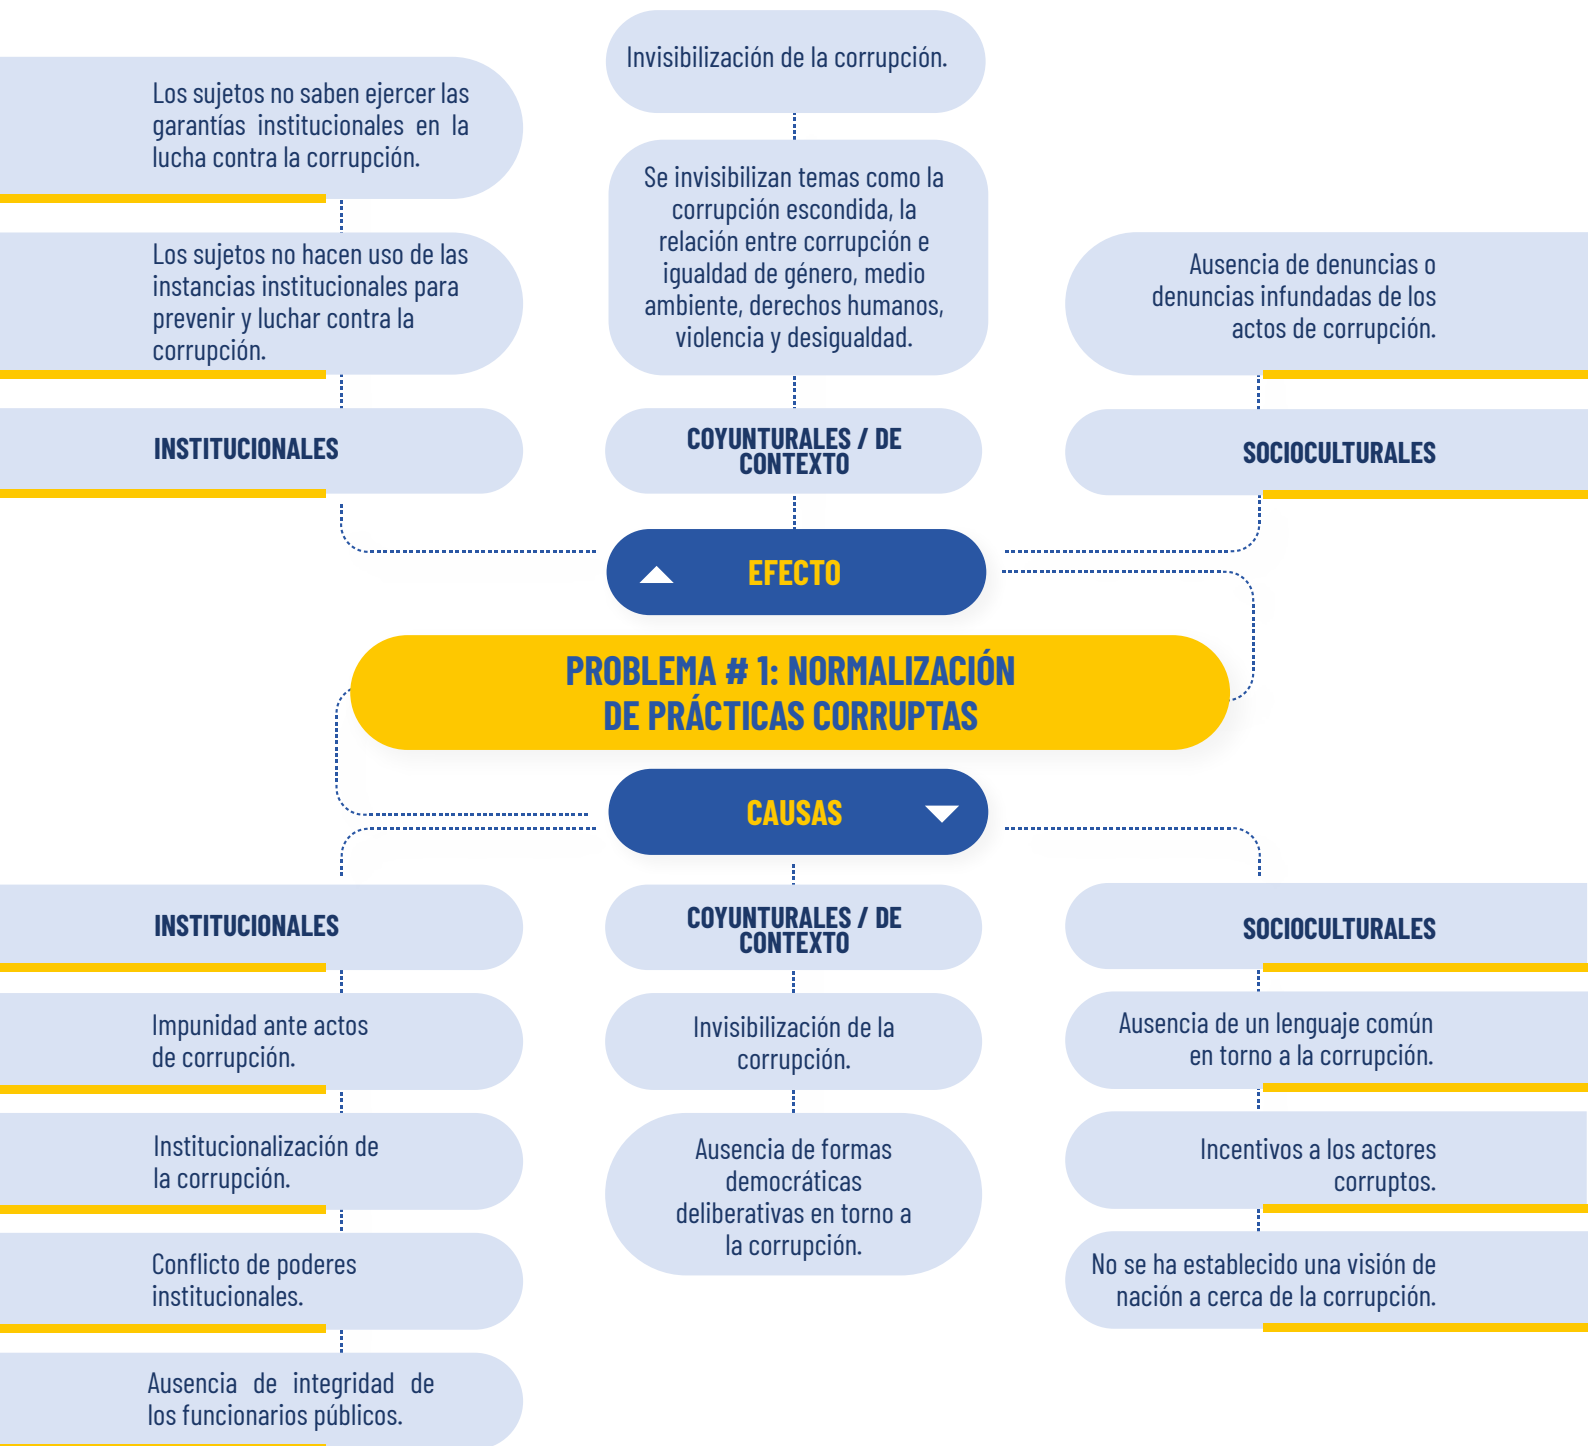 Invisibilización de la corrupción.
Los sujetos no saben ejercer las
garantías institucionales en la
lucha contra la corrupción.
Se invisibilizan temas como la
corrupción escondida, la
relación entre corrupción e
igualdad de género, medio
ambiente, derechos humanos,
violencia y desigualdad.
Los sujetos no hacen uso de las
instancias institucionales para
prevenir y luchar contra la
corrupción.
Ausencia de denuncias o
denuncias infundadas de los
actos de corrupción.
INSTITUCIONALES
COYUNTURALES / DE
CONTEXTO
SOCIOCULTURALES
EFECTO
PROBLEMA # 1: NORMALIZACIÓN
DE PRÁCTICAS CORRUPTAS
CAUSAS
INSTITUCIONALES
COYUNTURALES / DE
CONTEXTO
SOCIOCULTURALES
Impunidad ante actos
de corrupción.
Invisibilización de la
corrupción.
Ausencia de un lenguaje común
en torno a la corrupción.
Institucionalización de
la corrupción.
Ausencia de formas
democráticas
deliberativas en torno a
la corrupción.
Incentivos a los actores
corruptos.
Conflicto de poderes
institucionales.
No se ha establecido una visión de
nación a cerca de la corrupción.
Ausencia de integridad de
los funcionarios públicos.